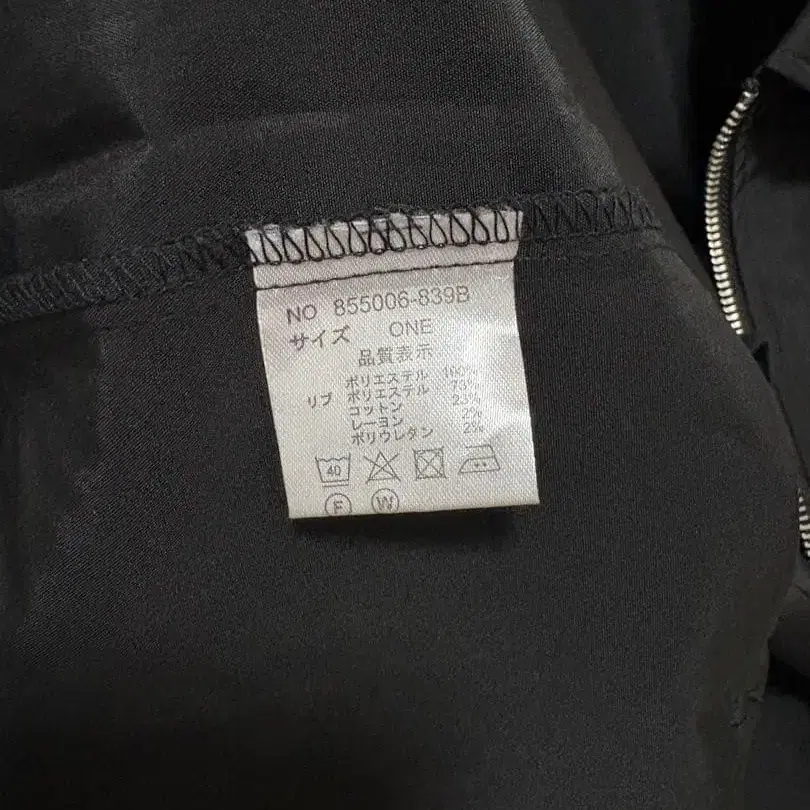 NO 855006-839B
サイズ ONE
品質表示
ポリエステル 100%
リブ ポリエステル 73%
コットン 23%
レーヨン 2%
ポリウレタン 2%
40
F W